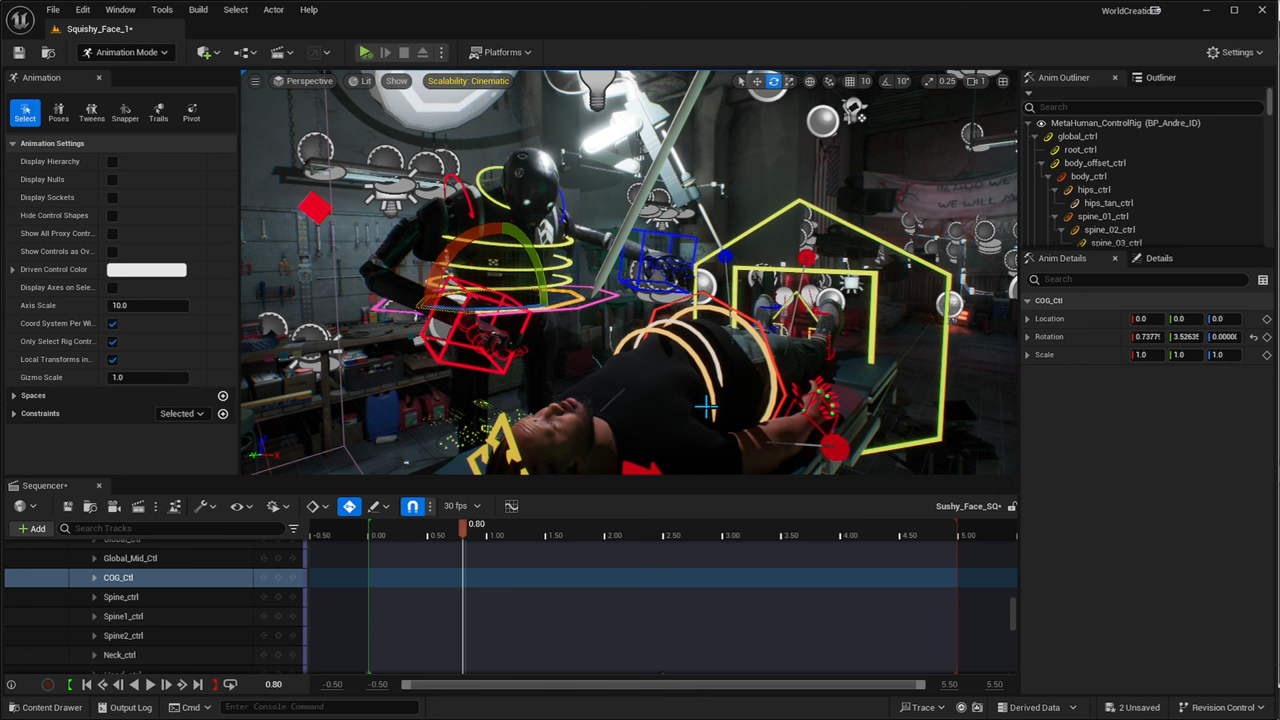 File Edit Window Tools Build Select Actor Help
WorldCreation
Squishy_Face_1*
Animation Mode
Platforms
Settings
Animation
Perspective
Lit
Show
Scalability: Cinematic
10
10°
0.25
1
Anim Outliner
Outliner
Select Poses Tweens Snapper Trails Pivot
Search
MetaHuman_ControlRig (BP_Andre_ID)
global_ctrl
root_ctrl
body_offset_ctrl
body_ctrl
hips_ctrl
hips_tan_ctrl
spine_01_ctrl
spine_02_ctrl
spine_03_ctrl
Animation Settings
Display Hierarchy
Display Nulls
Display Sockets
Hide Control Shapes
Show All Proxy Contr...
Show Controls as Ov...
Driven Control Color
Display Axes on Selec...
Axis Scale 10.0
Coord System Per Wi...
Only Select Rig Contr...
Local Transforms in...
Gizmo Scale 1.0
Spaces
Constraints Selected
Anim Details
Details
Search
COG_Ctl
Location 0.0 0.0 0.0
Rotation 0.7377 3.5263 0.0000
Scale 1.0 1.0 1.0
Sequencer*
30 fps
Sushy_Face_SQ*
Add
Search Tracks
0.80
-0.50 0.00 0.50 1.00 1.50 2.00 2.50 3.00 3.50 4.00 4.50 5.00
Global_Ctl
Global_Mid_Ctl
COG_Ctl
Spine_ctrl
Spine1_ctrl
Spine2_ctrl
Neck_ctrl
0.80 -0.50 -0.50 5.50 5.50
Content Drawer Output Log Cmd Enter Console Command Trace Derived Data 2 Unsaved Revision Control